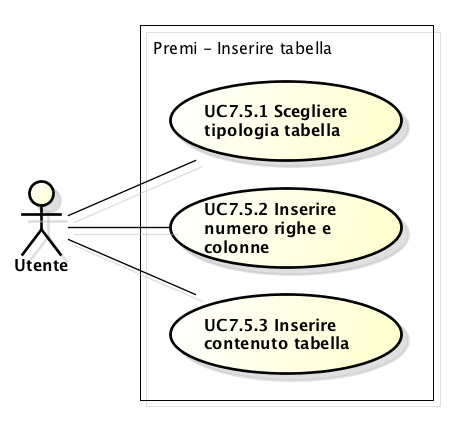 Premi - Inserire tabella
UC7.5.1 Scegliere
tipologia tabella
UC7.5.2 Inserire
numero righe e
colonne
Utente
UC7.5.3 Inserire
contenuto tabella